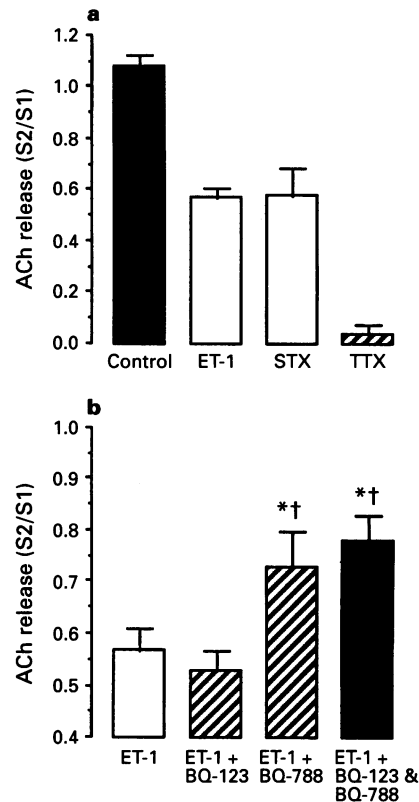 a
ACh release (S2/S1)
1.2
1.0
0.8
0.6
0.4
0.2
0.0
Control ET-1 STX TTX
b
ACh release (S2/S1)
1.0
0.9
0.8
0.7
0.6
0.5
0.4
*† *†
ET-1
ET-1 +
BQ-123
ET-1 +
BQ-788
ET-1 +
BQ-123 &
BQ-788